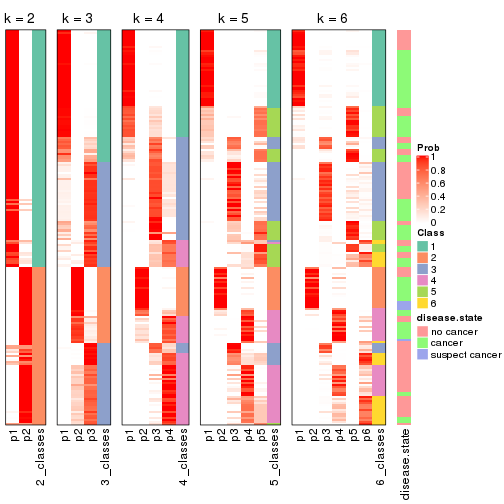 k = 2 k = 3 k = 4 k = 5 k = 6
Prob
1
0.8
0.6
0.4
0.2
0
Class
1
2
3
4
5
6
disease.state
no cancer
cancer
suspect cancer
p1 p2 2_classes
p1 p2 p3 3_classes
p1 p2 p3 p4 4_classes
p1 p2 p3 p4 p5 5_classes
p1 p2 p3 p4 p5 p6 6_classes
disease.state